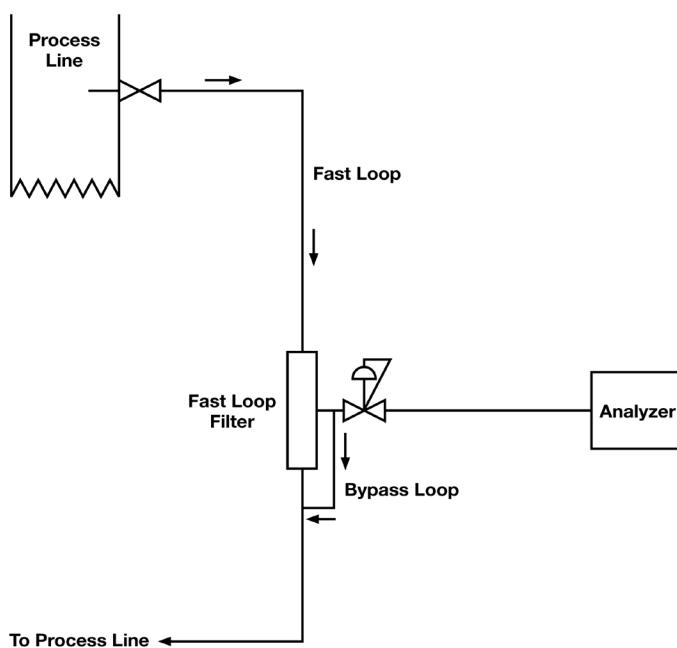 Process
Line
Fast Loop
Fast Loop
Filter
Analyzer
Bypass Loop
To Process Line